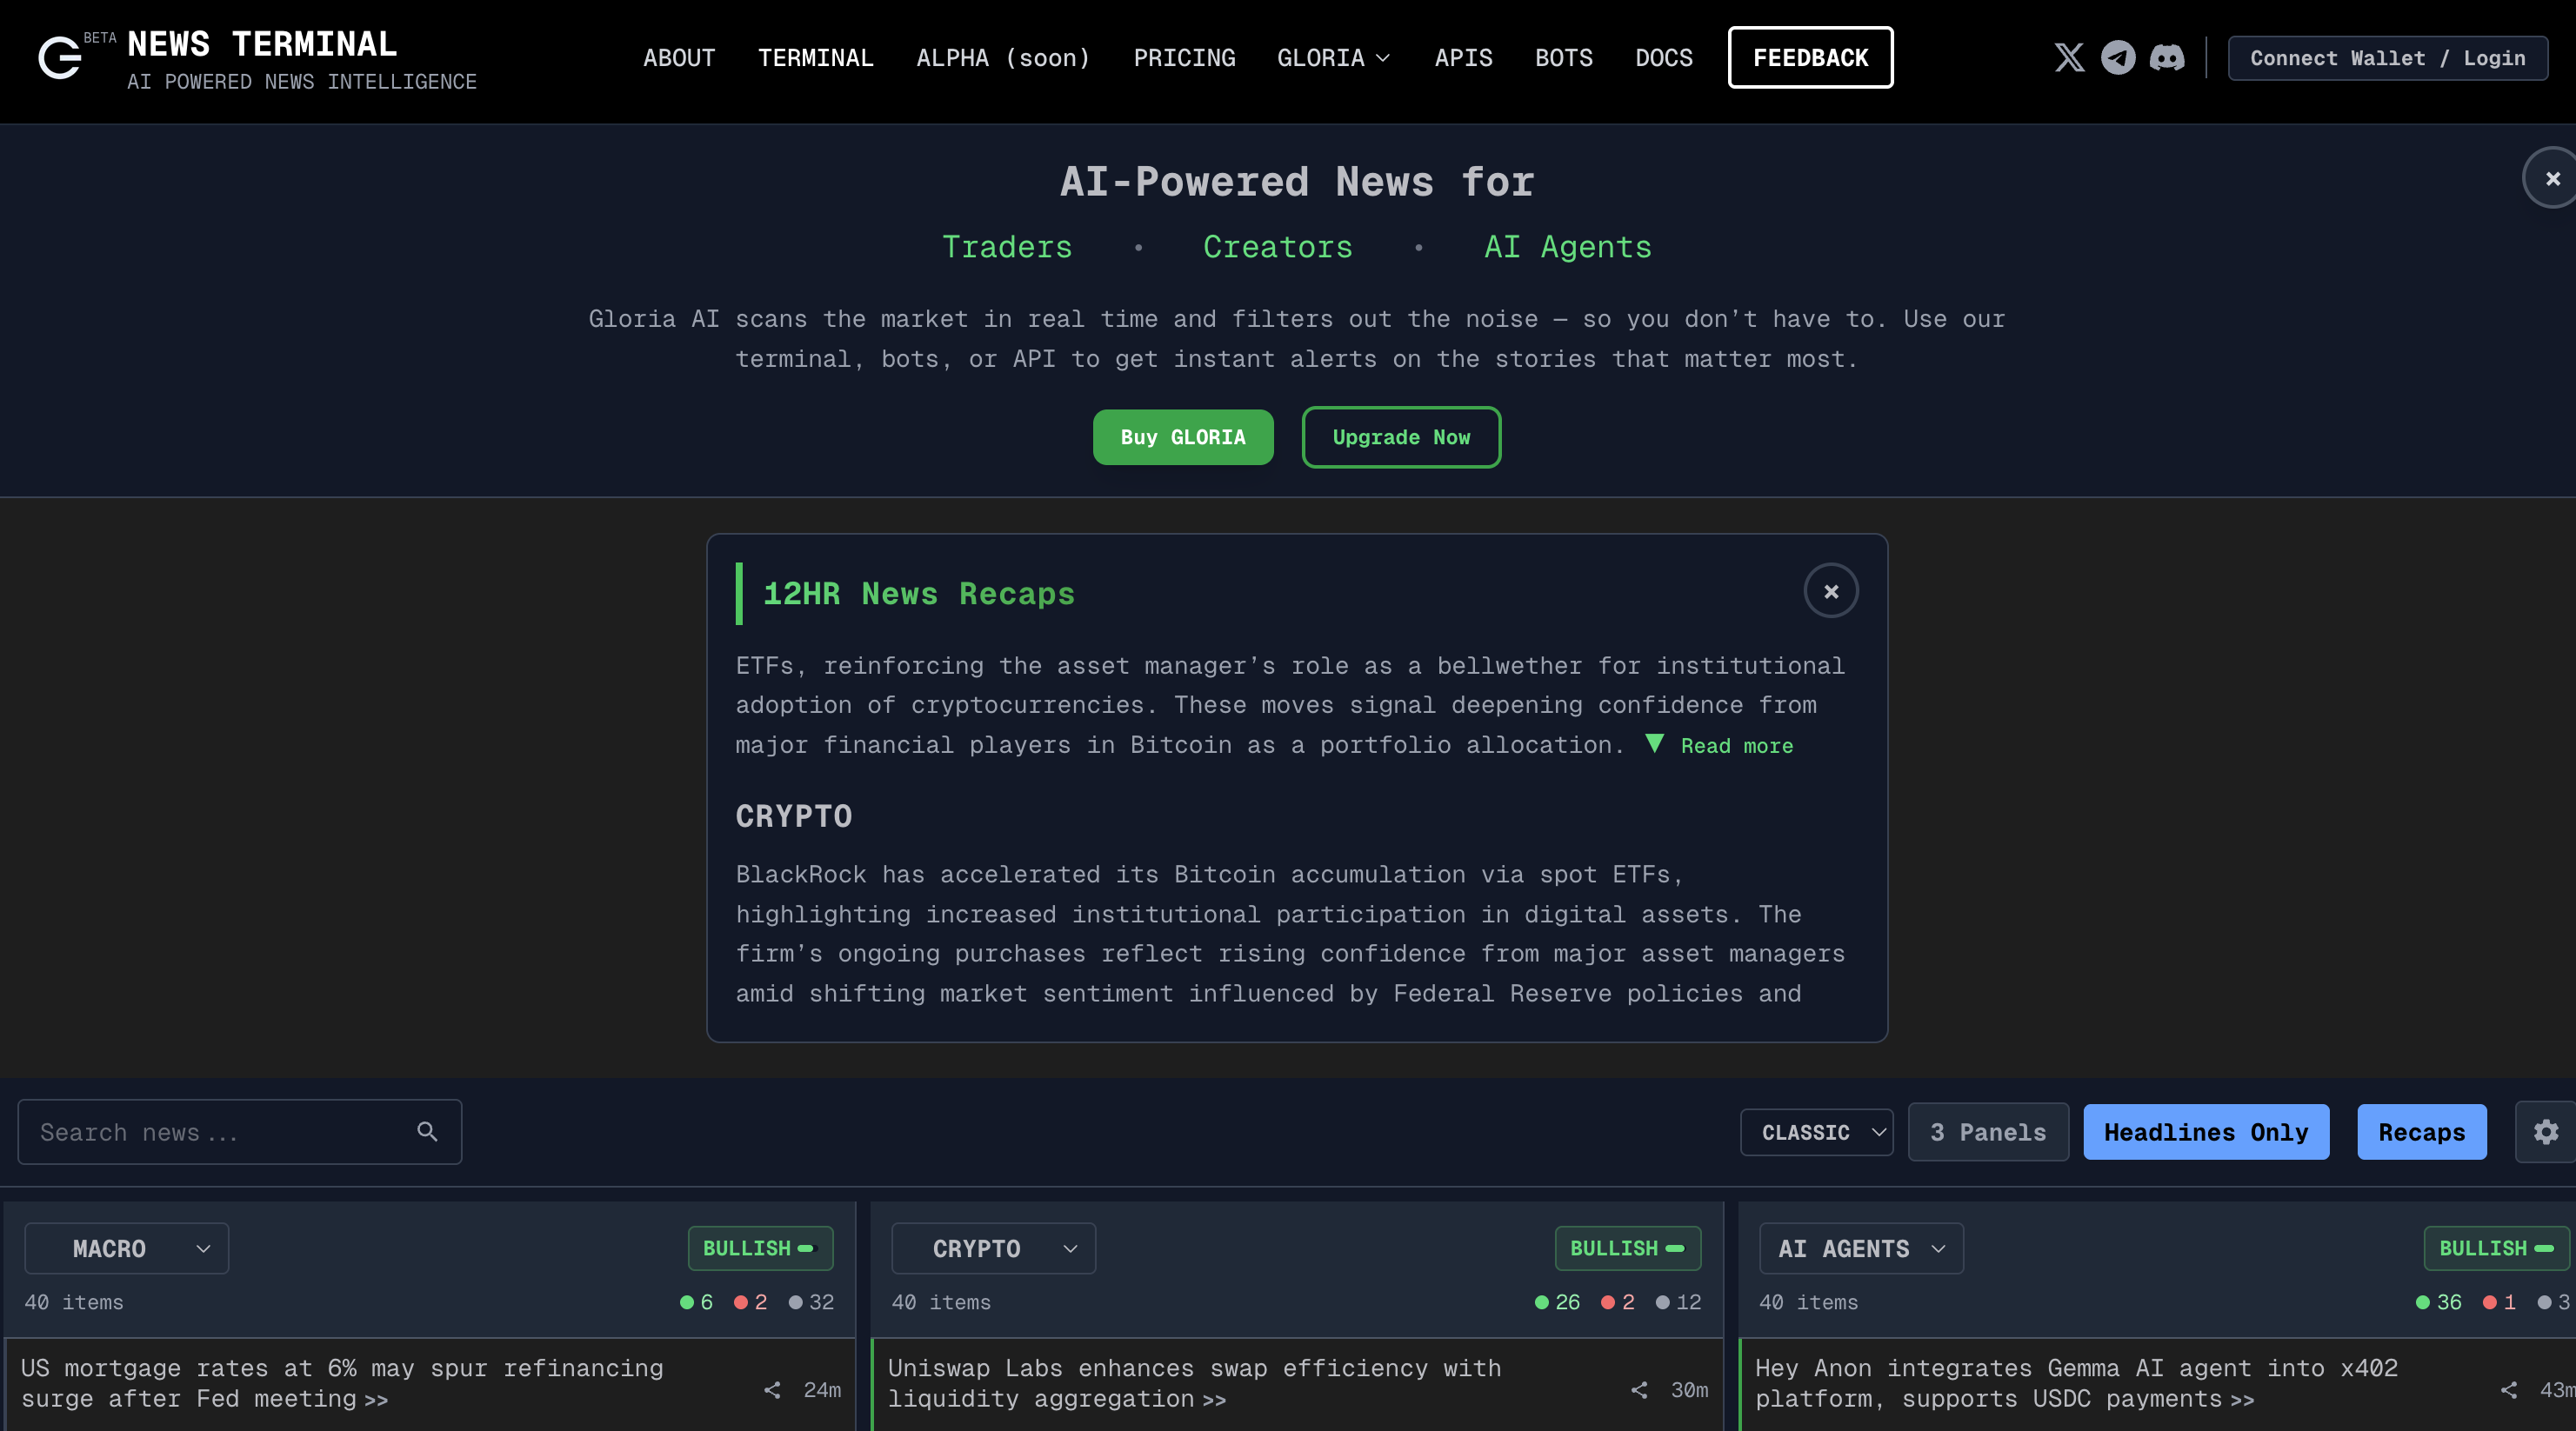 BETA
NEWS TERMINAL
AI POWERED NEWS INTELLIGENCE
ABOUT TERMINAL ALPHA (soon) PRICING GLORIA APIS BOTS DOCS FEEDBACK
Connect Wallet / Login
AI-Powered News for
Traders • Creators • AI Agents
Gloria AI scans the market in real time and filters out the noise — so you don’t have to. Use our
terminal, bots, or API to get instant alerts on the stories that matter most.
Buy GLORIA Upgrade Now
12HR News Recaps
ETFs, reinforcing the asset manager’s role as a bellwether for institutional
adoption of cryptocurrencies. These moves signal deepening confidence from
major financial players in Bitcoin as a portfolio allocation. ▼ Read more
CRYPTO
BlackRock has accelerated its Bitcoin accumulation via spot ETFs,
highlighting increased institutional participation in digital assets. The
firm’s ongoing purchases reflect rising confidence from major asset managers
amid shifting market sentiment influenced by Federal Reserve policies and
Search news...
CLASSIC 3 Panels Headlines Only Recaps
MACRO BULLISH
40 items 6 2 32
US mortgage rates at 6% may spur refinancing
surge after Fed meeting >>
24m
CRYPTO BULLISH
40 items 26 2 12
Uniswap Labs enhances swap efficiency with
liquidity aggregation >>
30m
AI AGENTS BULLISH
40 items 36 1 3
Hey Anon integrates Gemma AI agent into x402
platform, supports USDC payments >>
43m